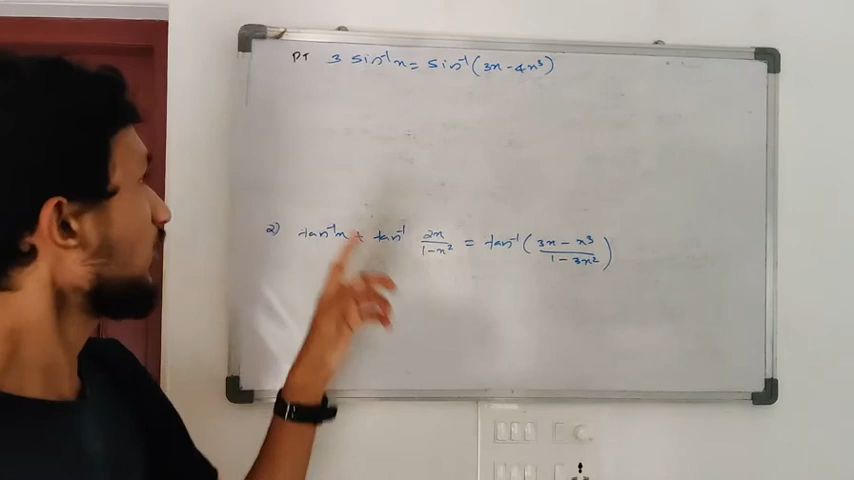 PT 3 sin⁻¹x = sin⁻¹(3x - 4x³)
2) tan⁻¹x + tan⁻¹ 2x/1-x² = tan⁻¹(3x - x³/1 - 3x²)